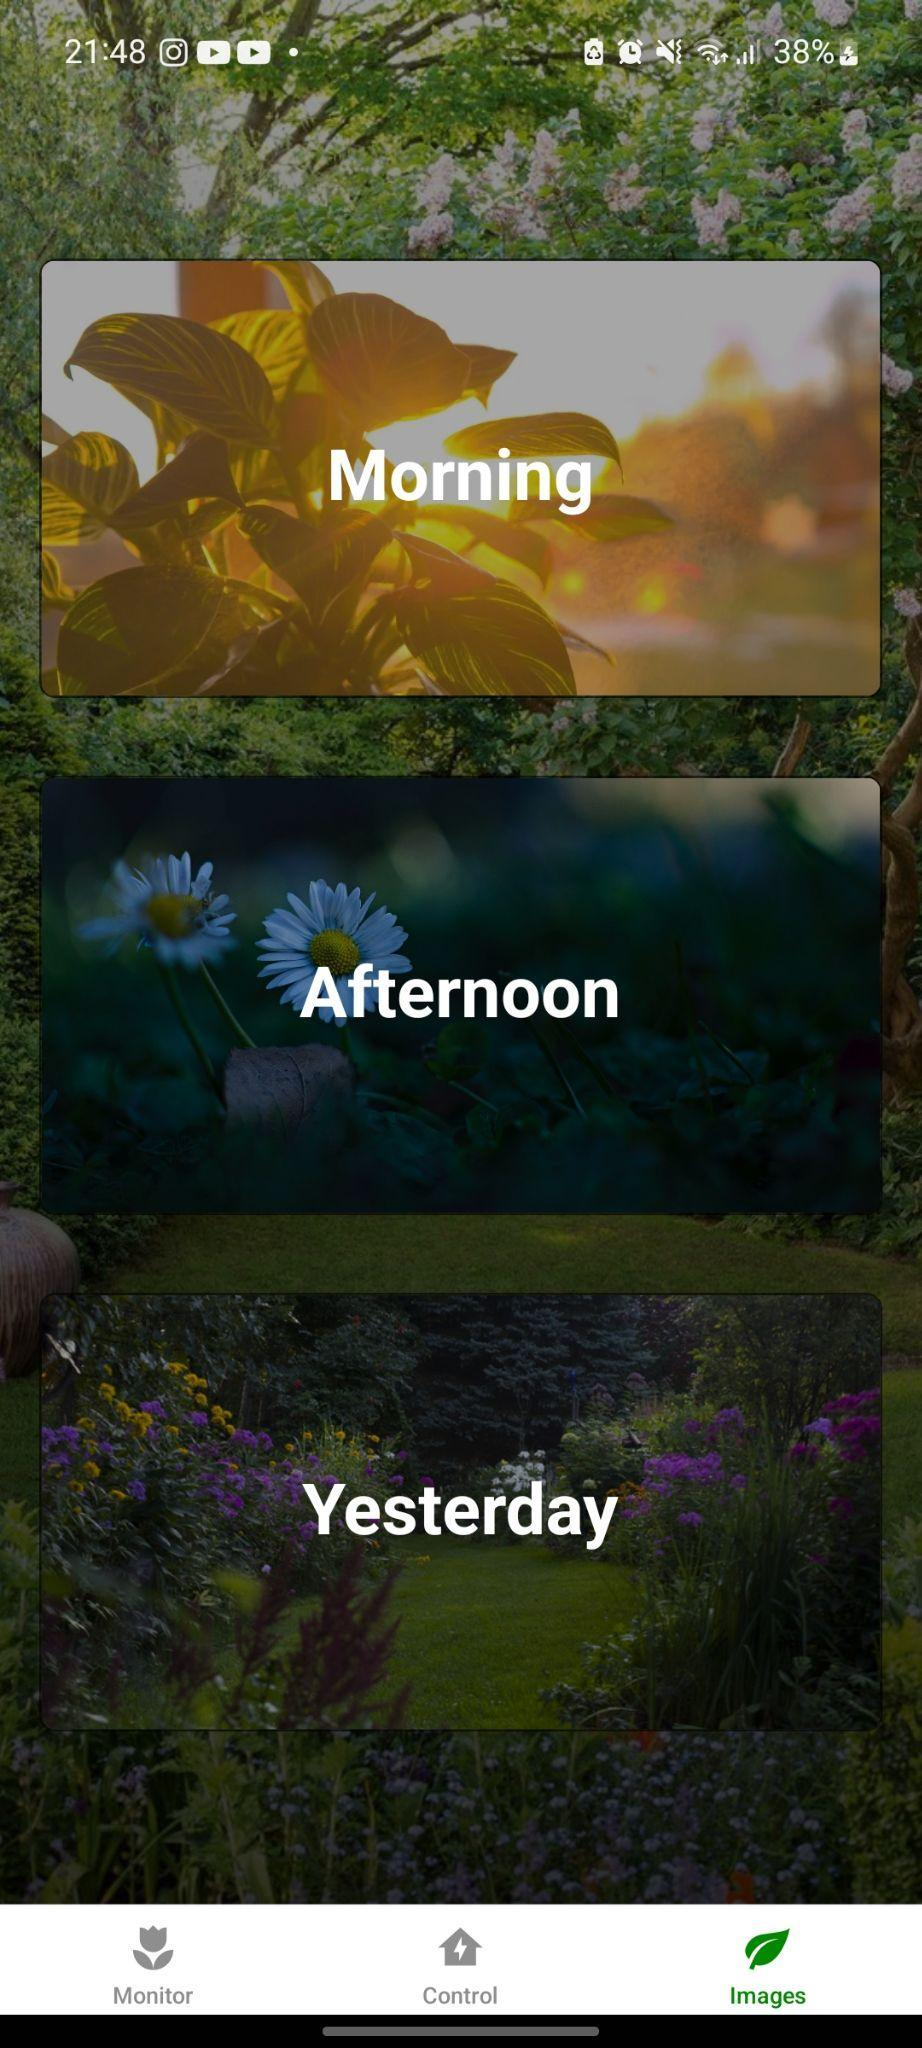 21:48
38%
Morning
Afternoon
Yesterday
Monitor
Control
Images